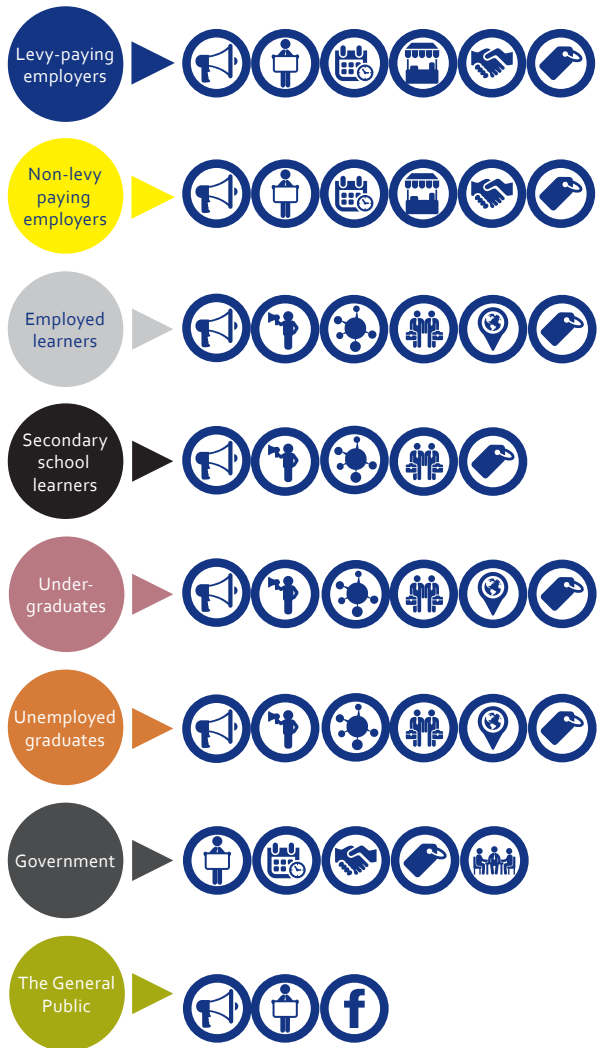 Levy-paying
employers
Non-levy
paying
employers
Employed
learners
Secondary
school
learners
Under-
graduates
Unemployed
graduates
Government
The General
Public
f